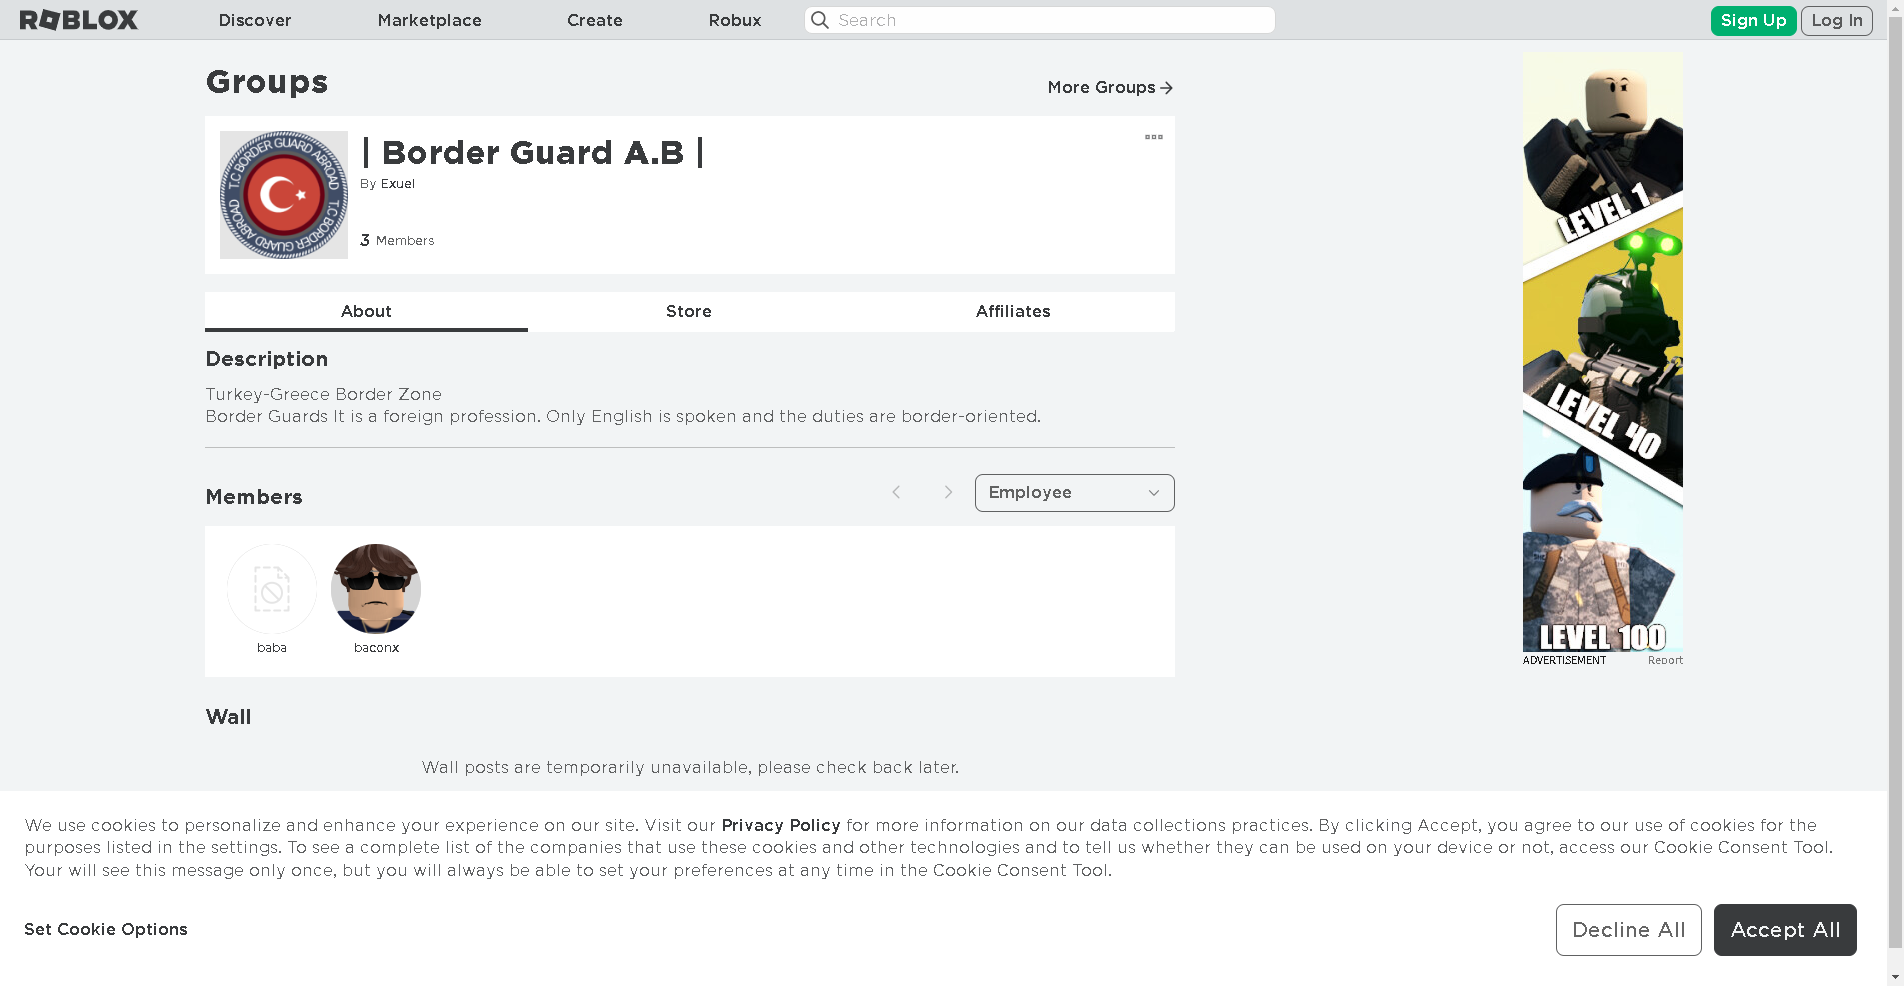 ROBLOX
Discover
Marketplace
Create
Robux
Search
Sign Up
Log In
Groups
More Groups
T.C BORDER GUARD ABROAD
T.C BORDER GUARD ABROAD
| Border Guard A.B |
By Exuel
3 Members
About
Store
Affiliates
Description
Turkey-Greece Border Zone
Border Guards It is a foreign profession. Only English is spoken and the duties are border-oriented.
Members
Employee
baba
baconx
Wall
Wall posts are temporarily unavailable, please check back later.
LEVEL 1
LEVEL 40
LEVEL 100
ADVERTISEMENT
Report
We use cookies to personalize and enhance your experience on our site. Visit our Privacy Policy for more information on our data collections practices. By clicking Accept, you agree to our use of cookies for the
purposes listed in the settings. To see a complete list of the companies that use these cookies and other technologies and to tell us whether they can be used on your device or not, access our Cookie Consent Tool.
Your will see this message only once, but you will always be able to set your preferences at any time in the Cookie Consent Tool.
Set Cookie Options
Decline All
Accept All